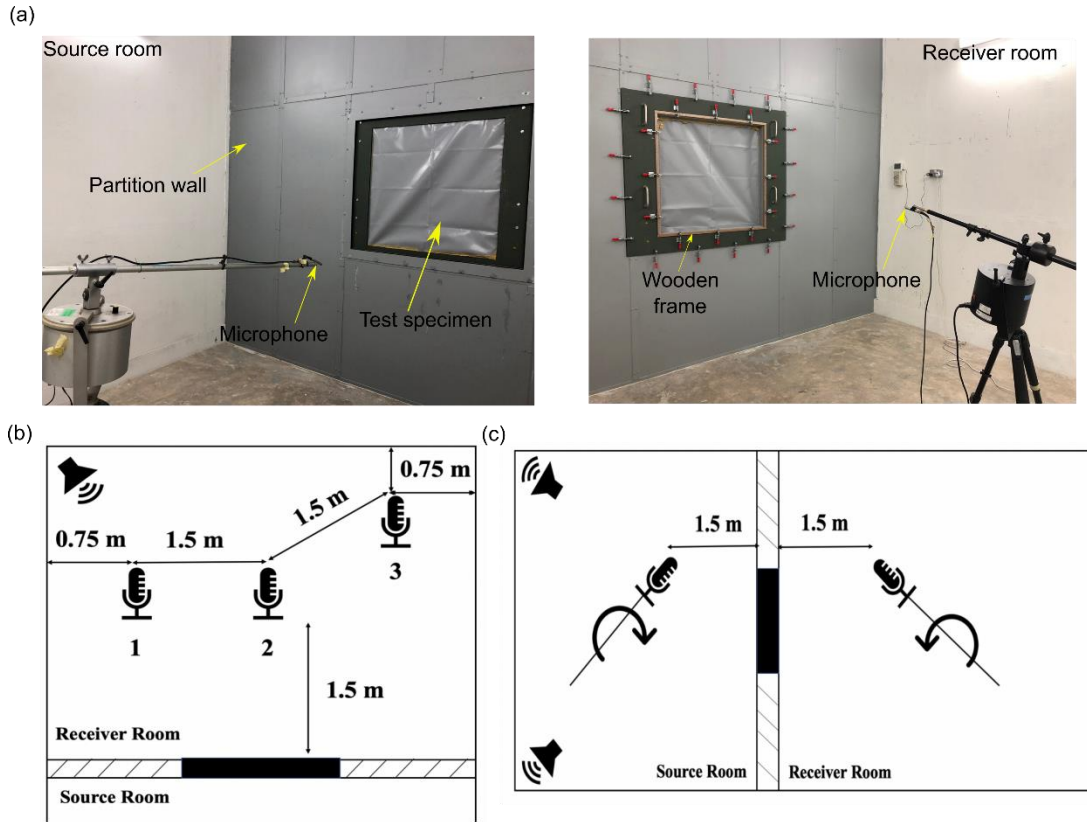 (a)
Source room
Partition wall
Microphone
Test specimen
Receiver room
Wooden
frame
Microphone
(b)
0.75 m
1.5 m
0.75 m
1.5 m
3
1
2
1.5 m
Receiver Room
Source Room
(c)
1.5 m
1.5 m
Source Room
Receiver Room